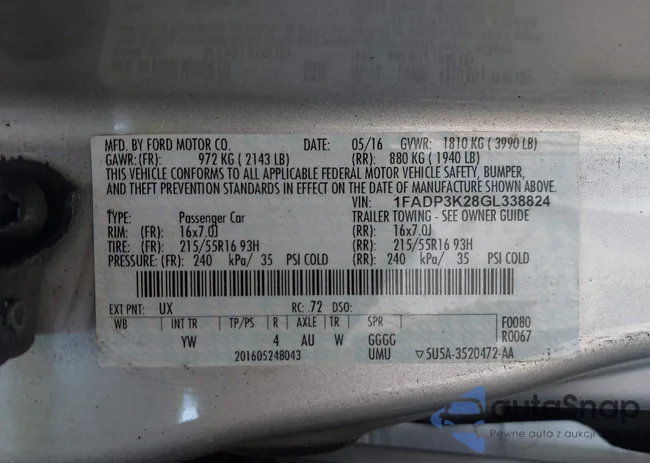 MFD. BY FORD MOTOR CO. DATE: 05/16 GVWR: 1810 KG ( 3990 LB)
GAWR: (FR): 972 KG ( 2143 LB) (RR): 880 KG ( 1940 LB)
THIS VEHICLE CONFORMS TO ALL APPLICABLE FEDERAL MOTOR VEHICLE SAFETY, BUMPER,
AND THEFT PREVENTION STANDARDS IN EFFECT ON THE DATE OF MANUFACTURE SHOWN ABOVE.
VIN: 1FADP3K28GL338824
TYPE: Passenger Car TRAILER TOWING - SEE OWNER GUIDE
RIM: (FR): 16x7.0J (RR): 16x7.0J
TIRE: (FR): 215/55R16 93H (RR): 215/55R16 93H
PRESSURE: (FR): 240 kPa/ 35 PSI COLD (RR): 240 kPa/ 35 PSI COLD
EXT PNT: UX RC: 72 DSO:
WB INT TR TP/PS R AXLE TR SPR F0080
YW 4 AU W GGGG R0067
201605248043 UMU ▽5U5A-3520472-AA
autoSnap
Pewne auta z aukcji